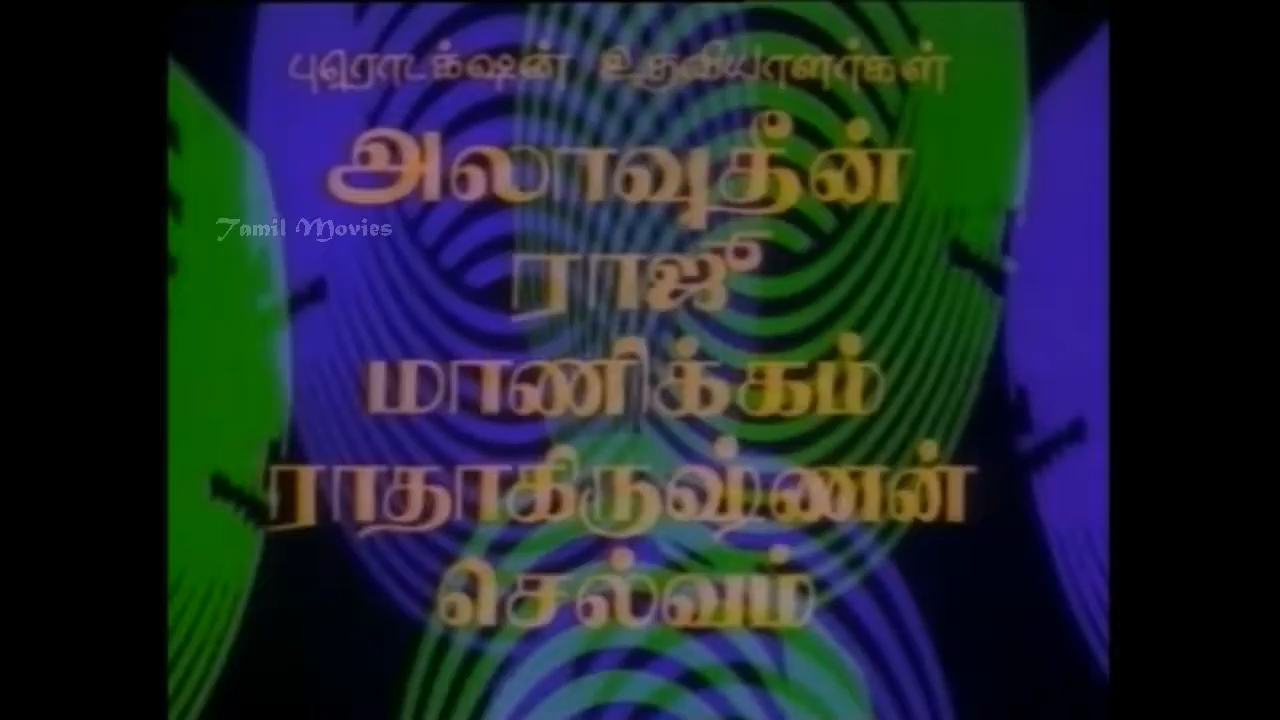 புரொடக்ஷன் உதவியாளர்கள்
அலாவுதீன்
Tamil Movies
ராஜீ
மாணிக்கம்
ராதாகிருஷ்ணன்
செல்வம்